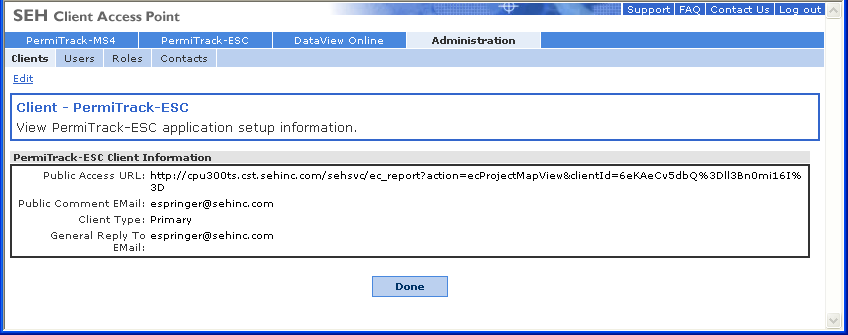 SEH Client Access Point
Support FAQ Contact Us Log out
PermiTrack-MS4 PermiTrack-ESC DataView Online Administration
Clients Users Roles Contacts
Edit
Client - PermiTrack-ESC
View PermiTrack-ESC application setup information.
PermiTrack-ESC Client Information
Public Access URL: http://cpu300ts.cst.sehinc.com/sehsvc/ec_report?action=ecProjectMapView&clientId=6eKAeCv5dbQ%3Dll3Bn0mi16I%
3D
Public Comment EMail: espringer@sehinc.com
Client Type: Primary
General Reply To espringer@sehinc.com
EMail:
Done